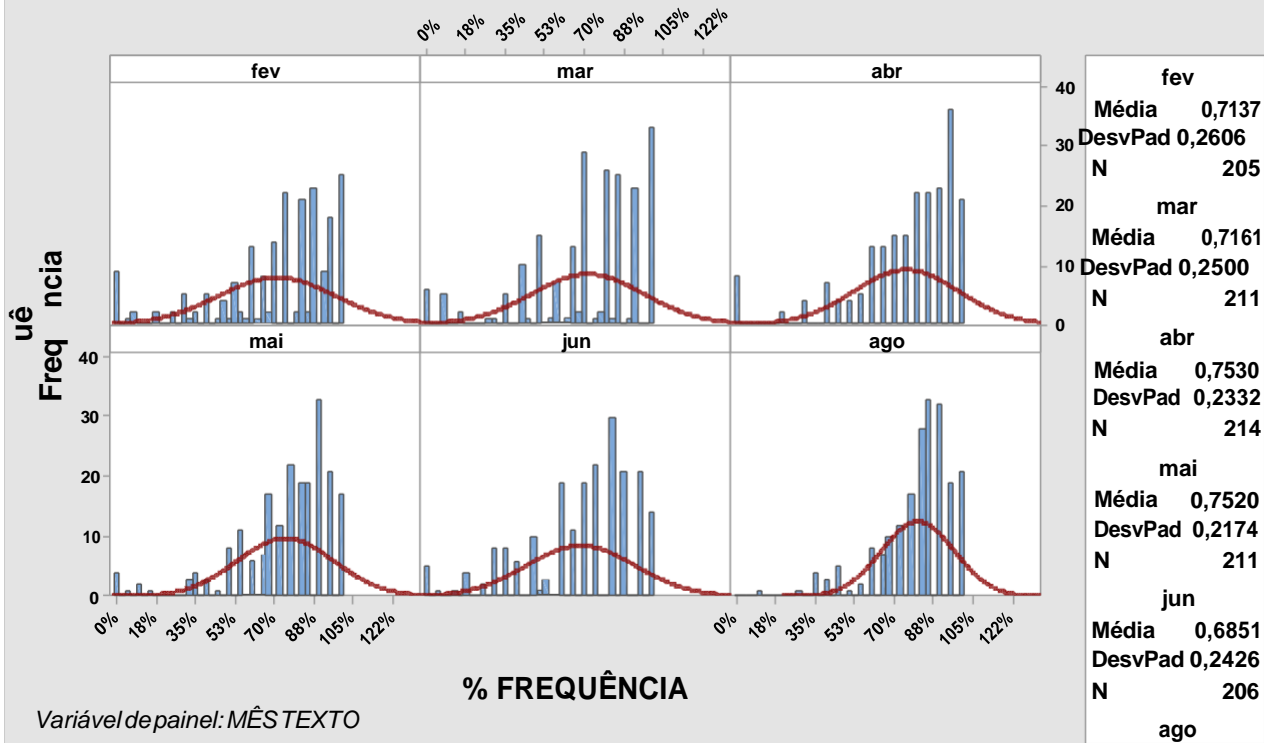 0% 18% 35% 53% 70% 88% 105% 122%
fev mar abr
40
30
20
10
0
mai jun ago
40
30
20
10
0
0% 18% 35% 53% 70% 88% 105% 122%
0% 18% 35% 53% 70% 88% 105% 122%
Freq uê ncia
% FREQUÊNCIA
Variável de painel: MÊS TEXTO
fev
Média 0,7137
DesvPad 0,2606
N 205
mar
Média 0,7161
DesvPad 0,2500
N 211
abr
Média 0,7530
DesvPad 0,2332
N 214
mai
Média 0,7520
DesvPad 0,2174
N 211
jun
Média 0,6851
DesvPad 0,2426
N 206
ago